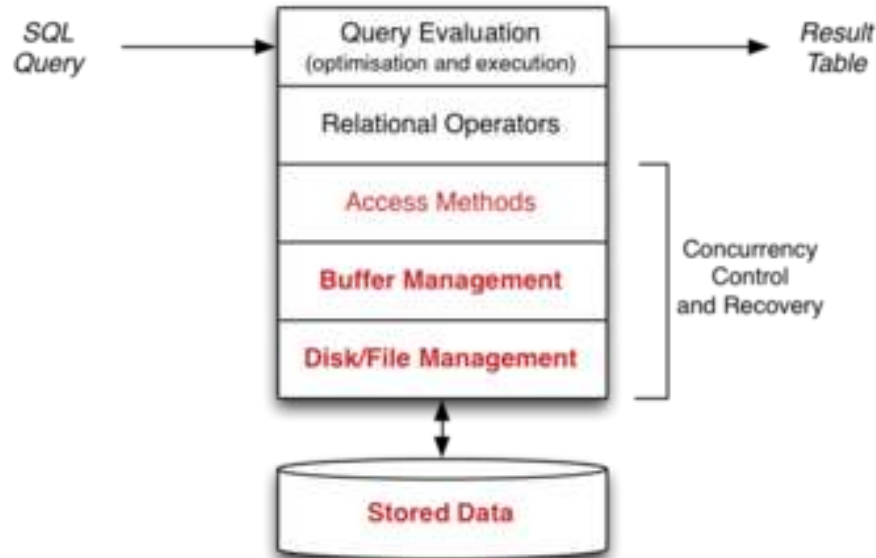 SQL
Query
Query Evaluation
(optimisation and execution)
Result
Table
Relational Operators
Access Methods
Buffer Management
Disk/File Management
Concurrency
Control
and Recovery
Stored Data